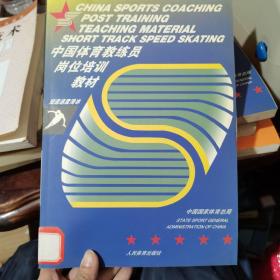 CHINA SPORTS COACHING
POST TRAINING
TEACHING MATERIAL
SHORT TRACK SPEED SKATING
中国体育教练员
岗位培训
教材
短道速度滑冰
中国国家体育总局
STATE SPORT GENERAL
ADMINISTRATION OF CHINA
人民体育出版社
术